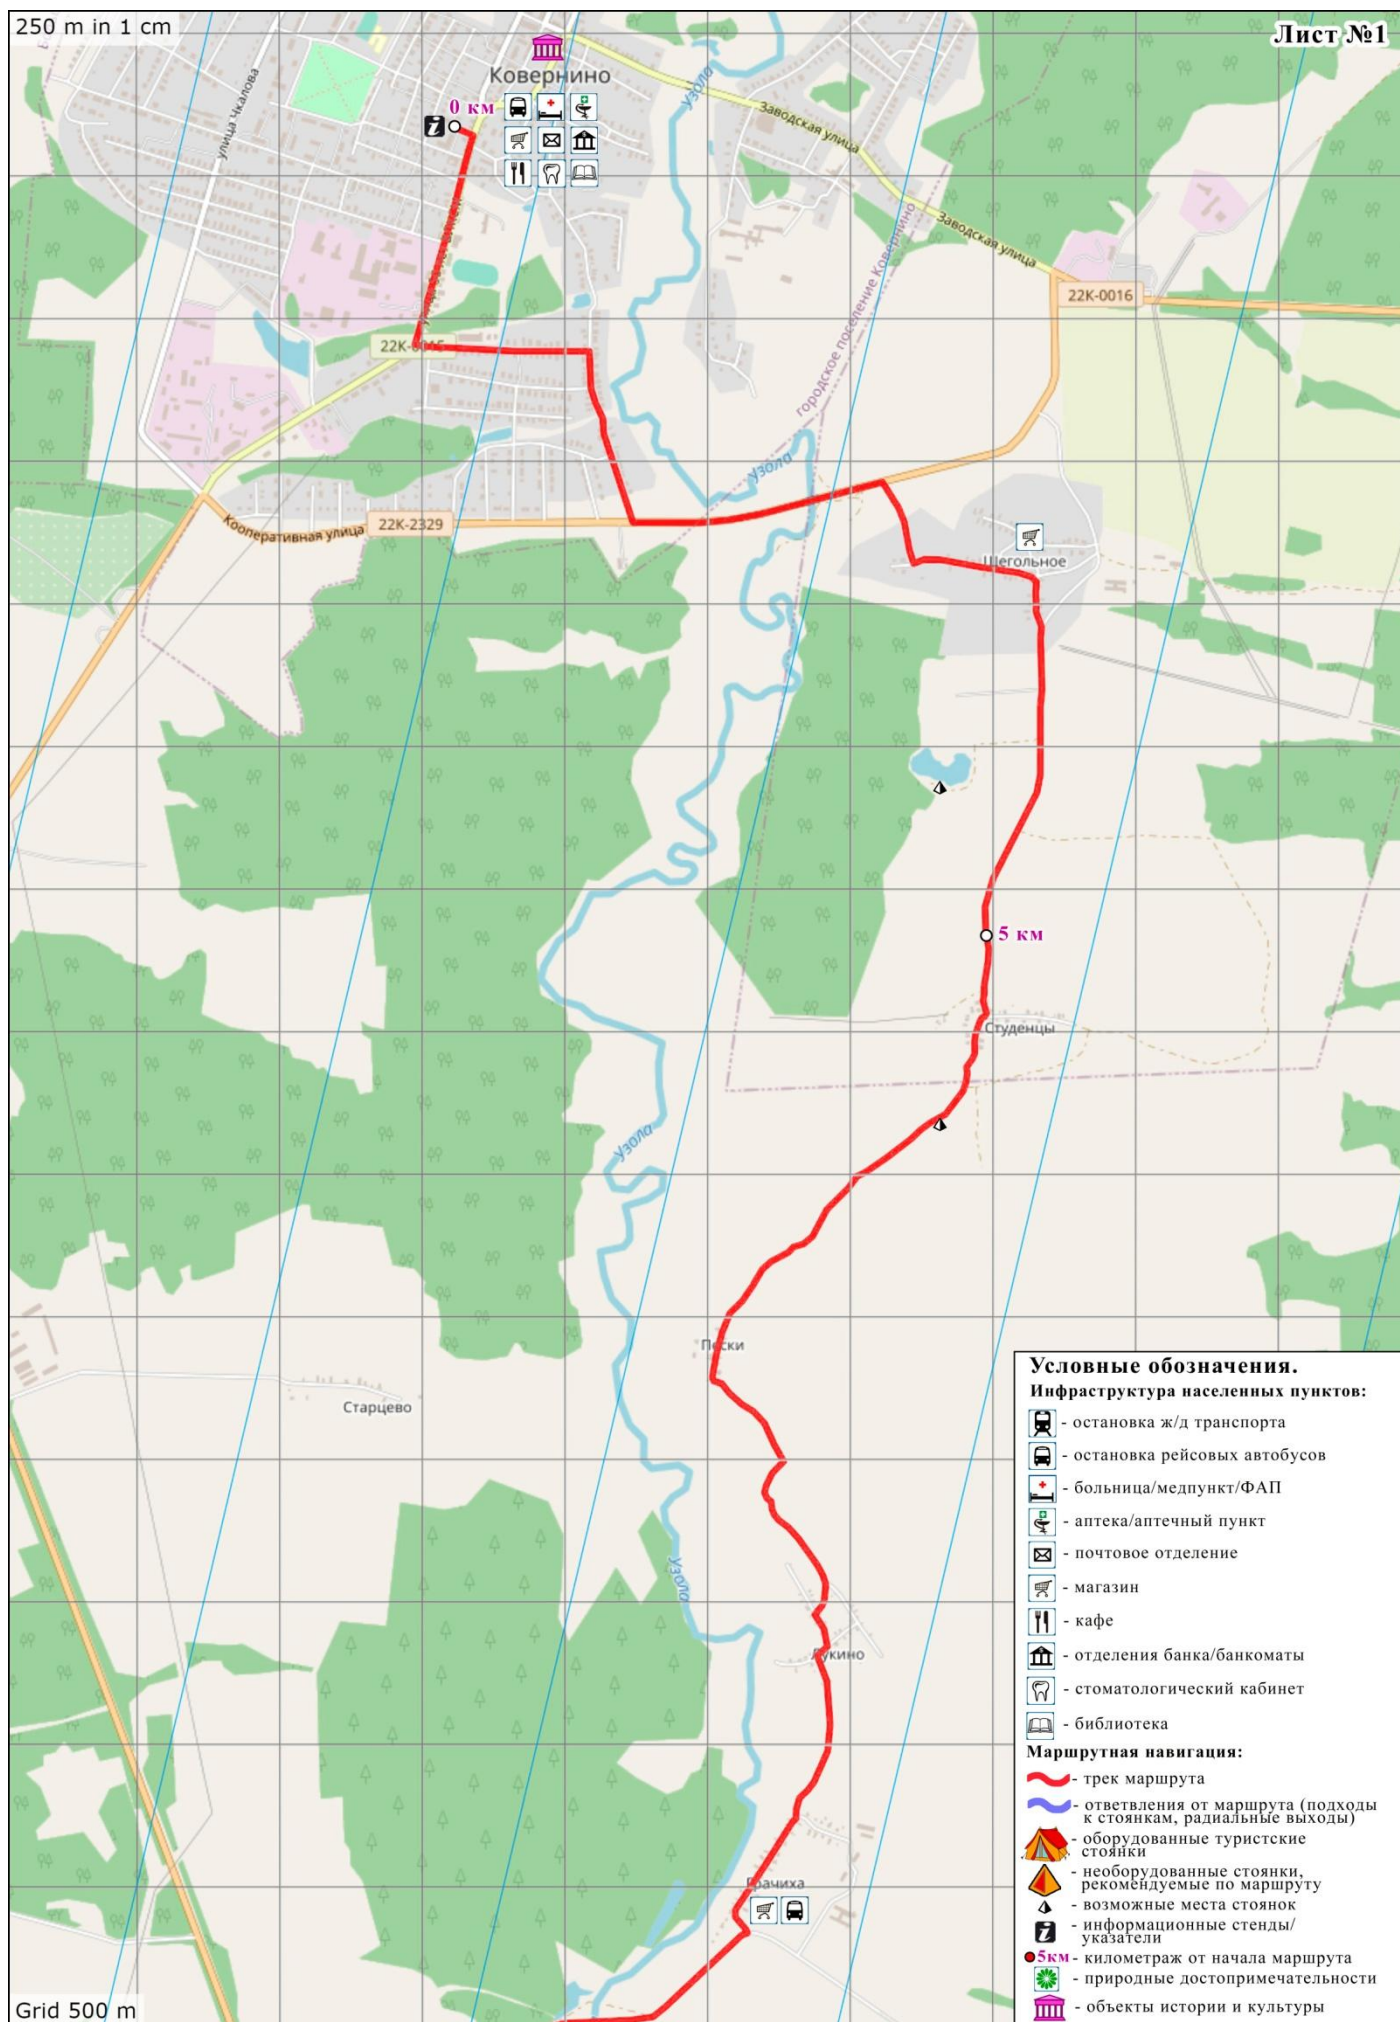 250 m in 1 cm
Лист №1
Ковернино
0 км
улица Чкалова
Узола
Заводская улица
Заводская улица
22К-0016
городское поселение Ковернино
22К-0015
Узола
Кооперативная улица
22К-2329
Щегольное
5 км
Студенцы
Узола
Пески
Старцево
Узола
Лукино
Грачиха
Grid 500 m
Условные обозначения.
Инфраструктура населенных пунктов:
- остановка ж/д транспорта
- остановка рейсовых автобусов
- больница/медпункт/ФАП
- аптека/аптечный пункт
- почтовое отделение
- магазин
- кафе
- отделения банка/банкоматы
- стоматологический кабинет
- библиотека
Маршрутная навигация:
- трек маршрута
- ответвления от маршрута (подходы
к стоянкам, радиальные выходы)
- оборудованные туристские
стоянки
- необорудованные стоянки,
рекомендуемые по маршруту
- возможные места стоянок
- информационные стенды/
указатели
5км - километраж от начала маршрута
- природные достопримечательности
- объекты истории и культуры